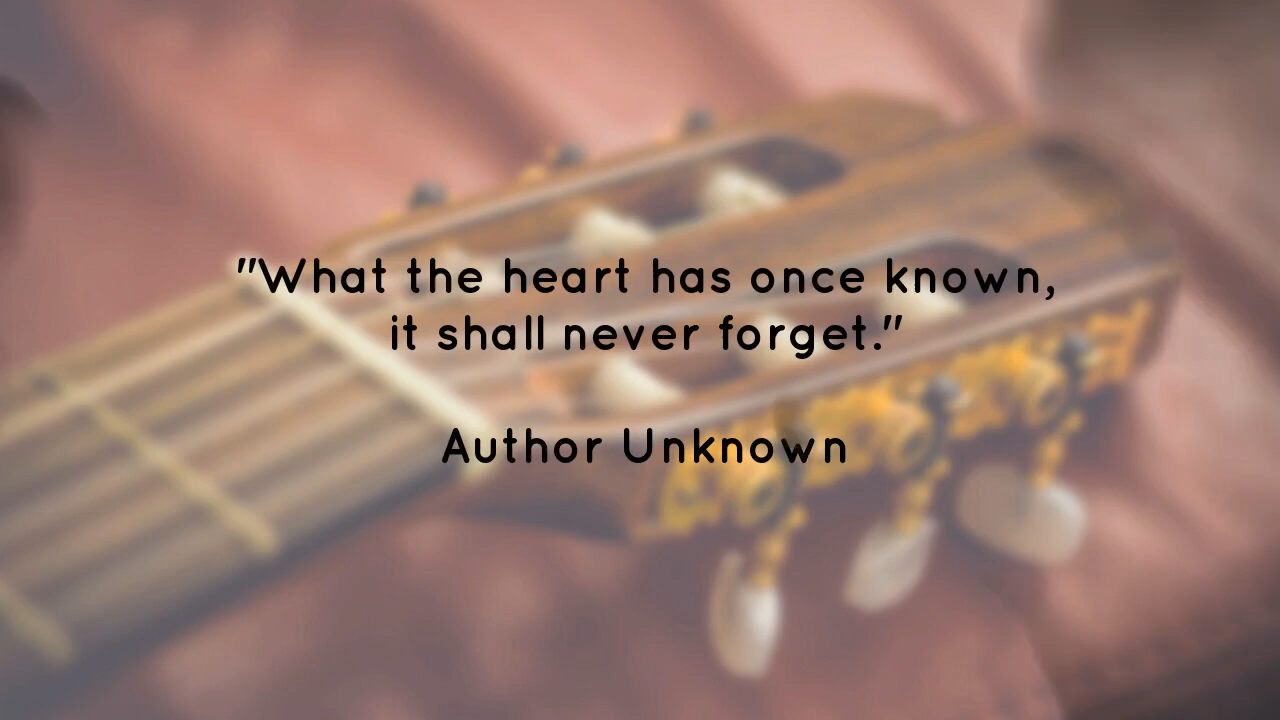 "What the heart has once known,
it shall never forget."
Author Unknown